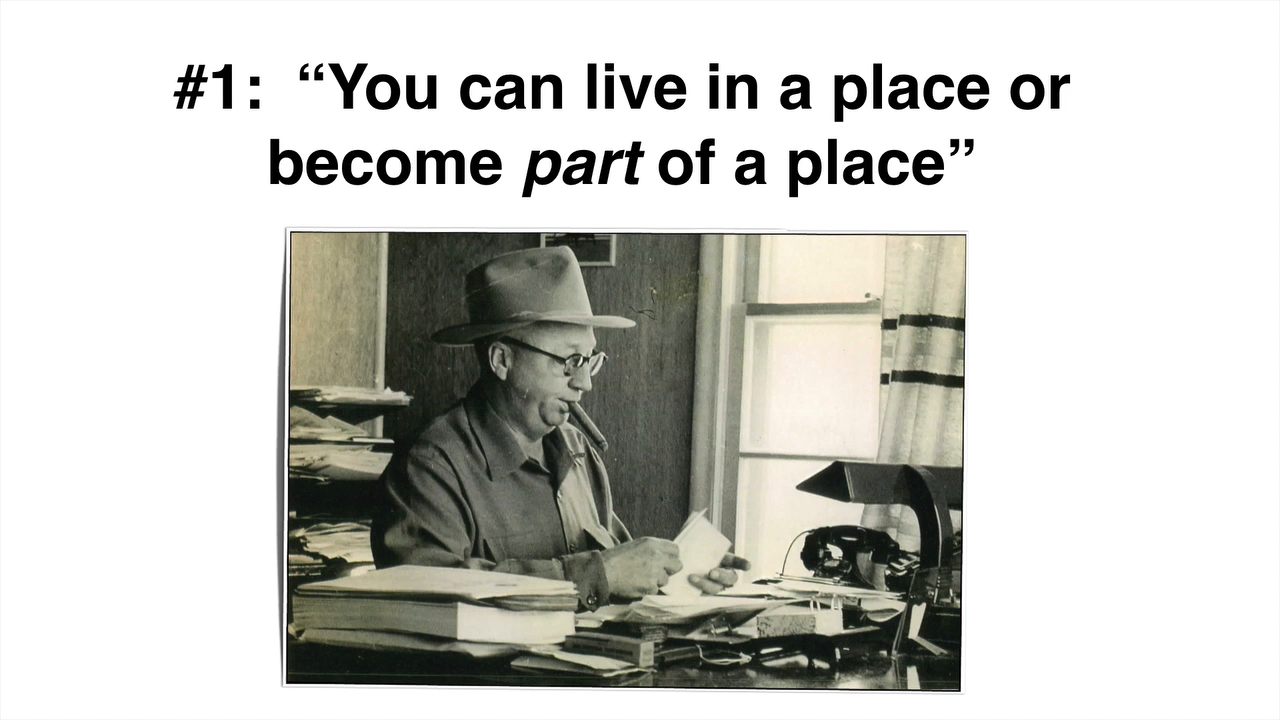 #1:  “You can live in a place or
become part of a place”